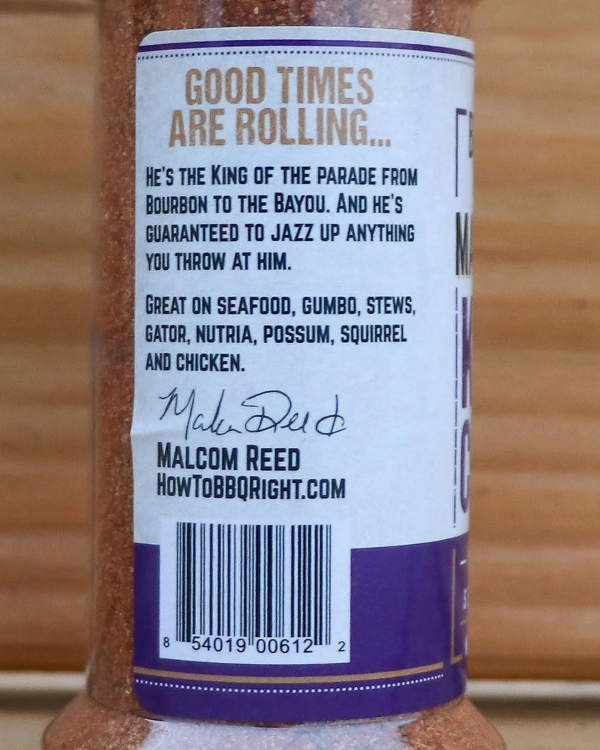 GOOD TIMES
ARE ROLLING...
HE'S THE KING OF THE PARADE FROM
BOURBON TO THE BAYOU. AND HE'S
GUARANTEED TO JAZZ UP ANYTHING
YOU THROW AT HIM.
GREAT ON SEAFOOD, GUMBO, STEWS,
GATOR, NUTRIA, POSSUM, SQUIRREL
AND CHICKEN.
Malcom Reed
MALCOM REED
HOWTOBBQRIGHT.COM
8 54019 00612 2